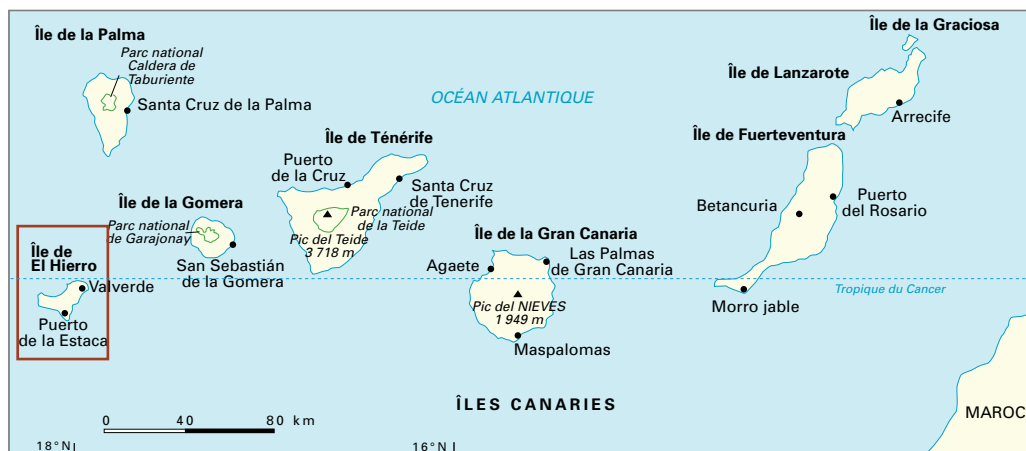 Île de la Palma
Parc national
Caldera de
Taburiente
Santa Cruz de la Palma
OCÉAN ATLANTIQUE
Île de la Graciosa
Île de Lanzarote
Arrecife
Île de Fuerteventura
Betancuria
Puerto
del Rosario
Morro jable
Île de Ténérife
Puerto
de la Cruz
Santa Cruz
de Tenerife
Parc national
de la Teide
Pic del Teide
3 718 m
Île de la Gomera
Parc national
de Garajonay
San Sebastián
de la Gomera
Île de la Gran Canaria
Agaete
Las Palmas
de Gran Canaria
Pic del NIEVES
1 949 m
Maspalomas
Île de
El Hierro
Valverde
Puerto
de la Estaca
Tropique du Cancer
ÎLES CANARIES
MAROC
0 40 80 km
18°N
16°N